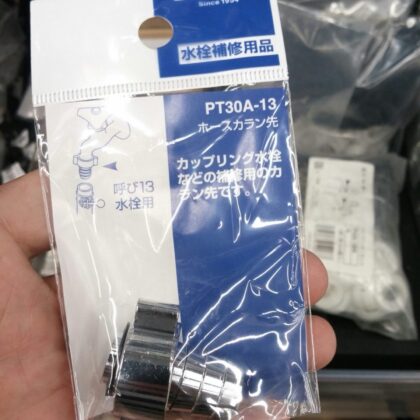 Since 1954
水栓補修用品
PT30A-13
ホースカラン先
カップリング水栓
などの補修用のカ
ラン先です。
呼び13
水栓用